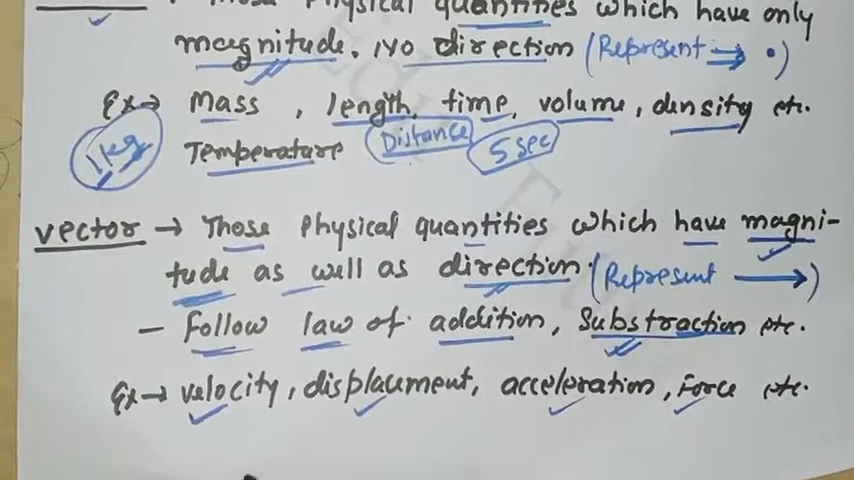 : Those Physical quantities which have only
magnitude. No direction (Represent ⇒ •)
Ex→ Mass, length, time, volume, density etc.
1 kg Temperature Distance 5 sec
vector → Those Physical quantities which have magni-
tude as well as direction. (Represent →)
- Follow law of addition, Substraction etc.
Ex→ velocity, displacement, acceleration, Force etc.